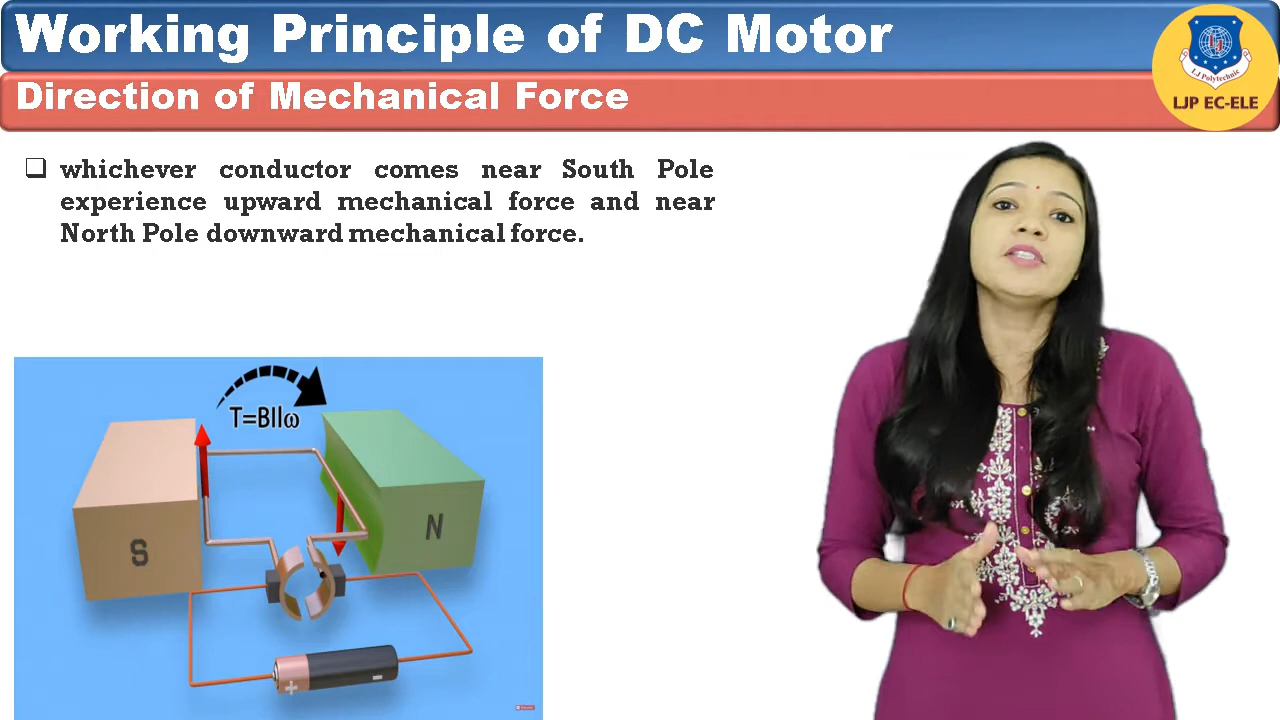 Working Principle of DC Motor
Direction of Mechanical Force
L.J Polytechnic
LJP EC-ELE
whichever conductor comes near South Pole
experience upward mechanical force and near
North Pole downward mechanical force.
T=BIlω
S
N
+
-